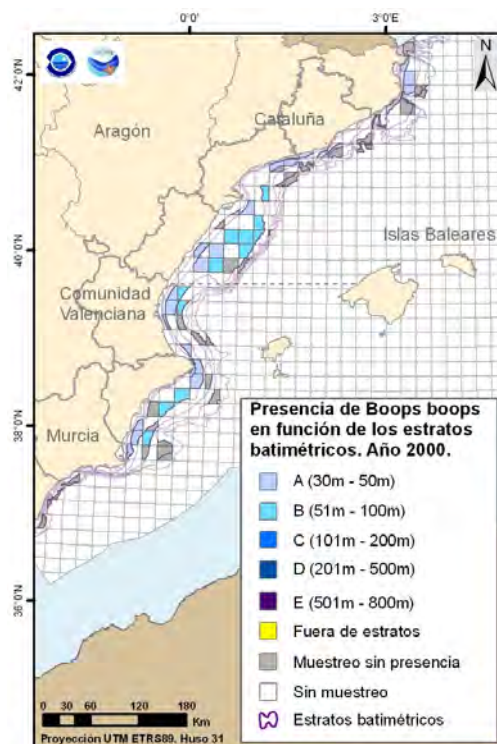 0°0' 3°0'E
42°0'N
N
Cataluña
Aragón
40°0'N
Islas Baleares
Comunidad
Valenciana
38°0'N
Murcia
36°0'N
Presencia de Boops boops
en función de los estratos
batimétricos. Año 2000.
A (30m - 50m)
B (51m - 100m)
C (101m - 200m)
D (201m - 500m)
E (501m - 800m)
Fuera de estratos
Muestreo sin presencia
Sin muestreo
Estratos batimétricos
0 30 60 120 180
Km
Proyección UTM ETRS89. Huso 31